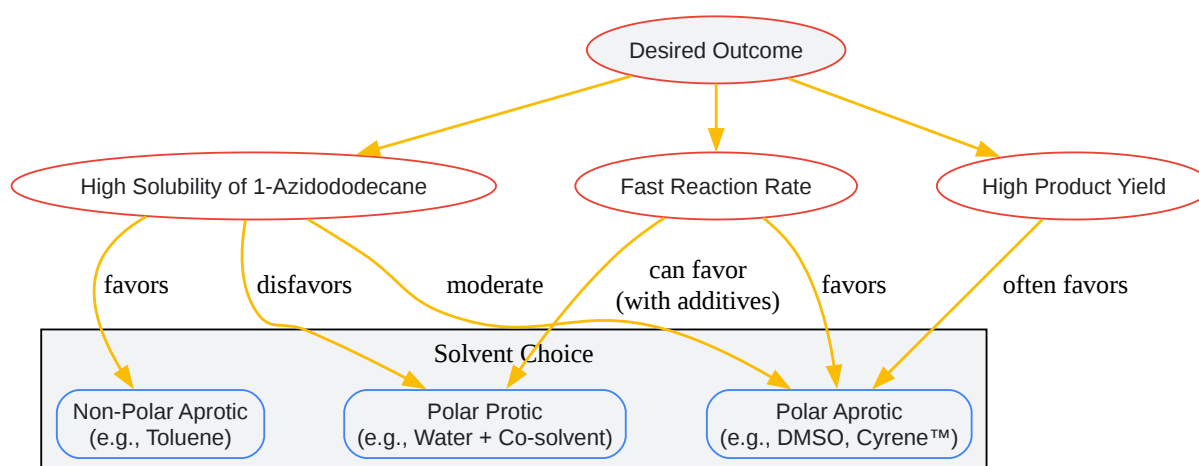 Desired Outcome
High Solubility of 1-Azidododecane
Fast Reaction Rate
High Product Yield
favors
disfavors
moderate
can favor
(with additives)
favors
often favors
Solvent Choice
Non-Polar Aprotic
(e.g., Toluene)
Polar Protic
(e.g., Water + Co-solvent)
Polar Aprotic
(e.g., DMSO, Cyrene™)